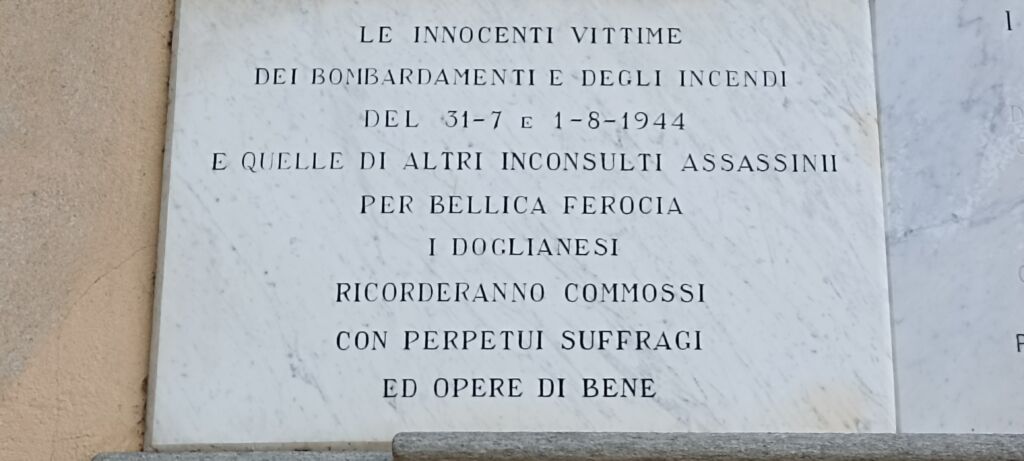 LE INNOCENTI VITTIME
DEI BOMBARDAMENTI E DEGLI INCENDI
DEL 31-7 E 1-8-1944
E QUELLE DI ALTRI INCONSULTI ASSASSINII
PER BELLICA FEROCIA
I DOGLIANESI
RICORDERANNO COMMOSSI
CON PERPETUI SUFFRAGI
ED OPERE DI BENE